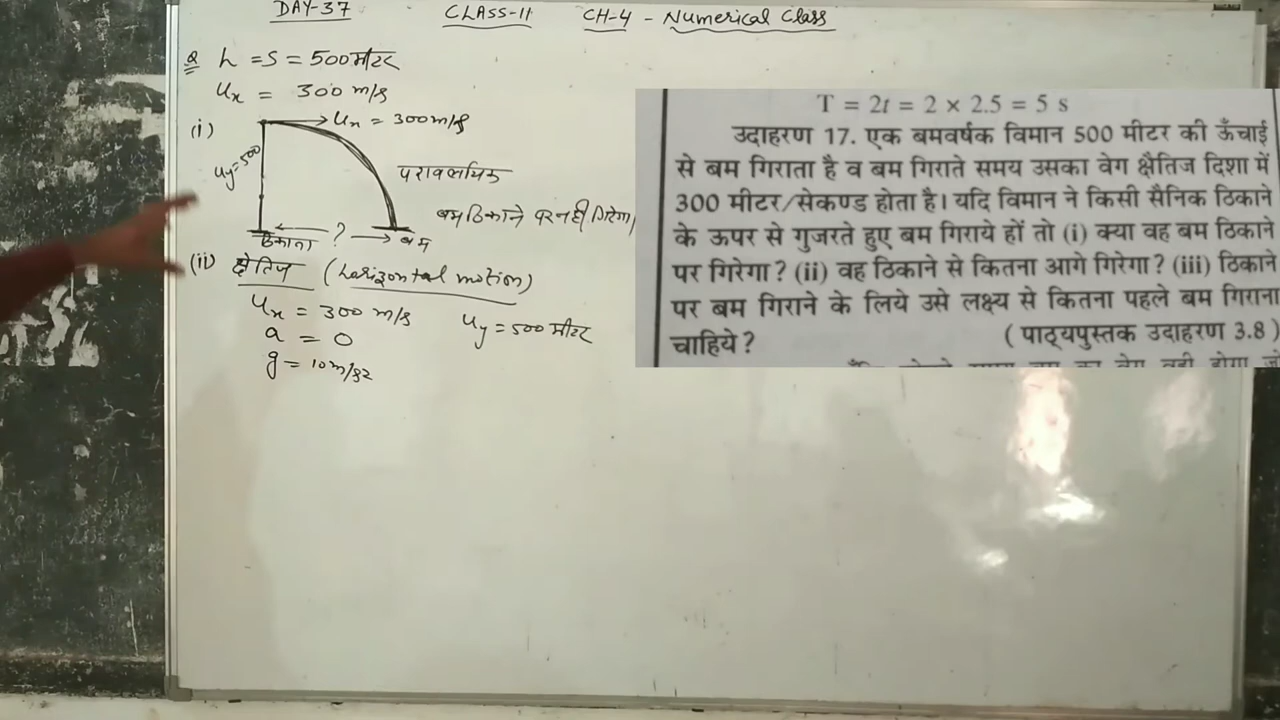 DAY-37 CLASS-11 CH-4 - Numerical Class
Q h = S = 500 मीटर
ux = 300 m/s
(i) ux = 300 m/s
uy = 500
परावलयिक
बम ठिकाने पर नहीं गिरेगा
ठिकाना ? बम
(ii) क्षैतिज (horizontal motion)
ux = 300 m/s uy = 500 मीटर
a = 0
g = 10 m/s2
T = 2t = 2 × 2.5 = 5 s
उदाहरण 17. एक बमवर्षक विमान 500 मीटर की ऊँचाई
से बम गिराता है व बम गिराते समय उसका वेग क्षैतिज दिशा में
300 मीटर/सेकण्ड होता है। यदि विमान ने किसी सैनिक ठिकाने
के ऊपर से गुजरते हुए बम गिराये हों तो (i) क्या वह बम ठिकाने
पर गिरेगा? (ii) वह ठिकाने से कितना आगे गिरेगा? (iii) ठिकाने
पर बम गिराने के लिये उसे लक्ष्य से कितना पहले बम गिराना
चाहिये? (पाठ्यपुस्तक उदाहरण 3.8)